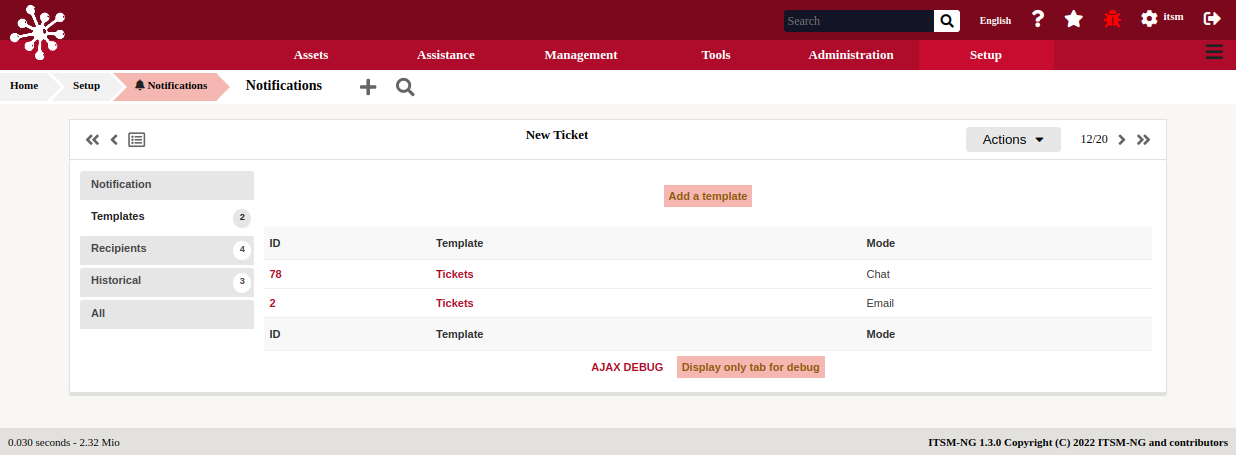 Search English itsm
Assets Assistance Management Tools Administration Setup
Home Setup Notifications Notifications
New Ticket Actions 12/20
Notification
Add a template
Templates 2
Recipients 4
Historical 3
All
ID Template Mode
78 Tickets Chat
2 Tickets Email
ID Template Mode
AJAX DEBUG Display only tab for debug
0.030 seconds - 2.32 Mio ITSM-NG 1.3.0 Copyright (C) 2022 ITSM-NG and contributors